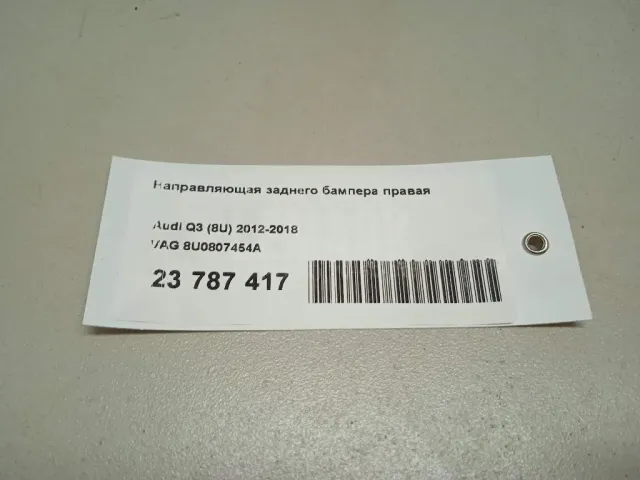 Направляющая заднего бампера правая
Audi Q3 (8U) 2012-2018
VAG 8U0807454A
23 787 417